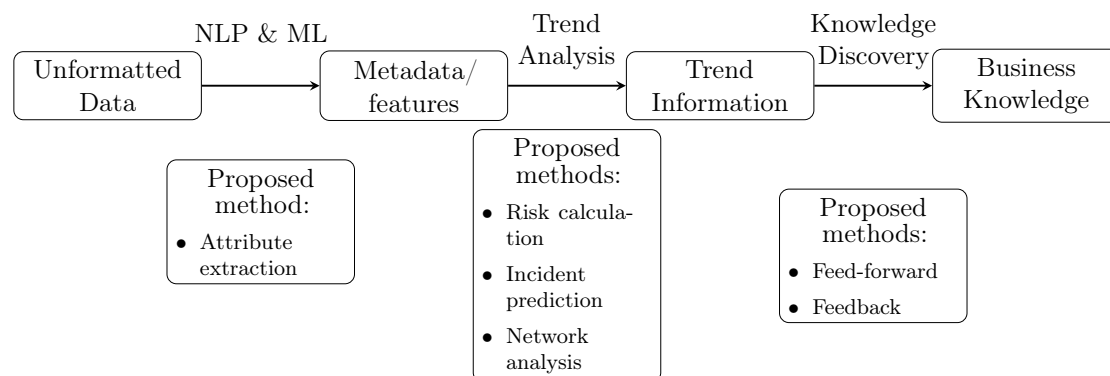 NLP & ML
Trend
Analysis
Knowledge
Discovery
Unformatted
Data
Metadata/
features
Trend
Information
Business
Knowledge
Proposed
method:
• Attribute
extraction
Proposed
methods:
• Risk calcula-
tion
• Incident
prediction
• Network
analysis
Proposed
methods:
• Feed-forward
• Feedback